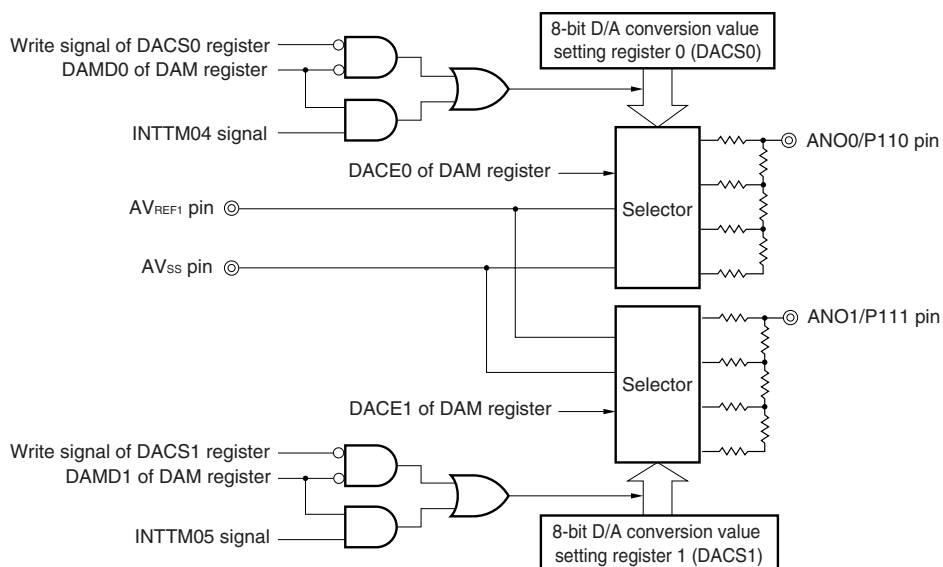 8-bit D/A conversion value
setting register 0 (DACS0)
Write signal of DACS0 register
DAMD0 of DAM register
INTTM04 signal
ANO0/P110 pin
DACE0 of DAM register
Selector
AVREF1 pin
AVSS pin
ANO1/P111 pin
Selector
DACE1 of DAM register
Write signal of DACS1 register
DAMD1 of DAM register
INTTM05 signal
8-bit D/A conversion value
setting register 1 (DACS1)